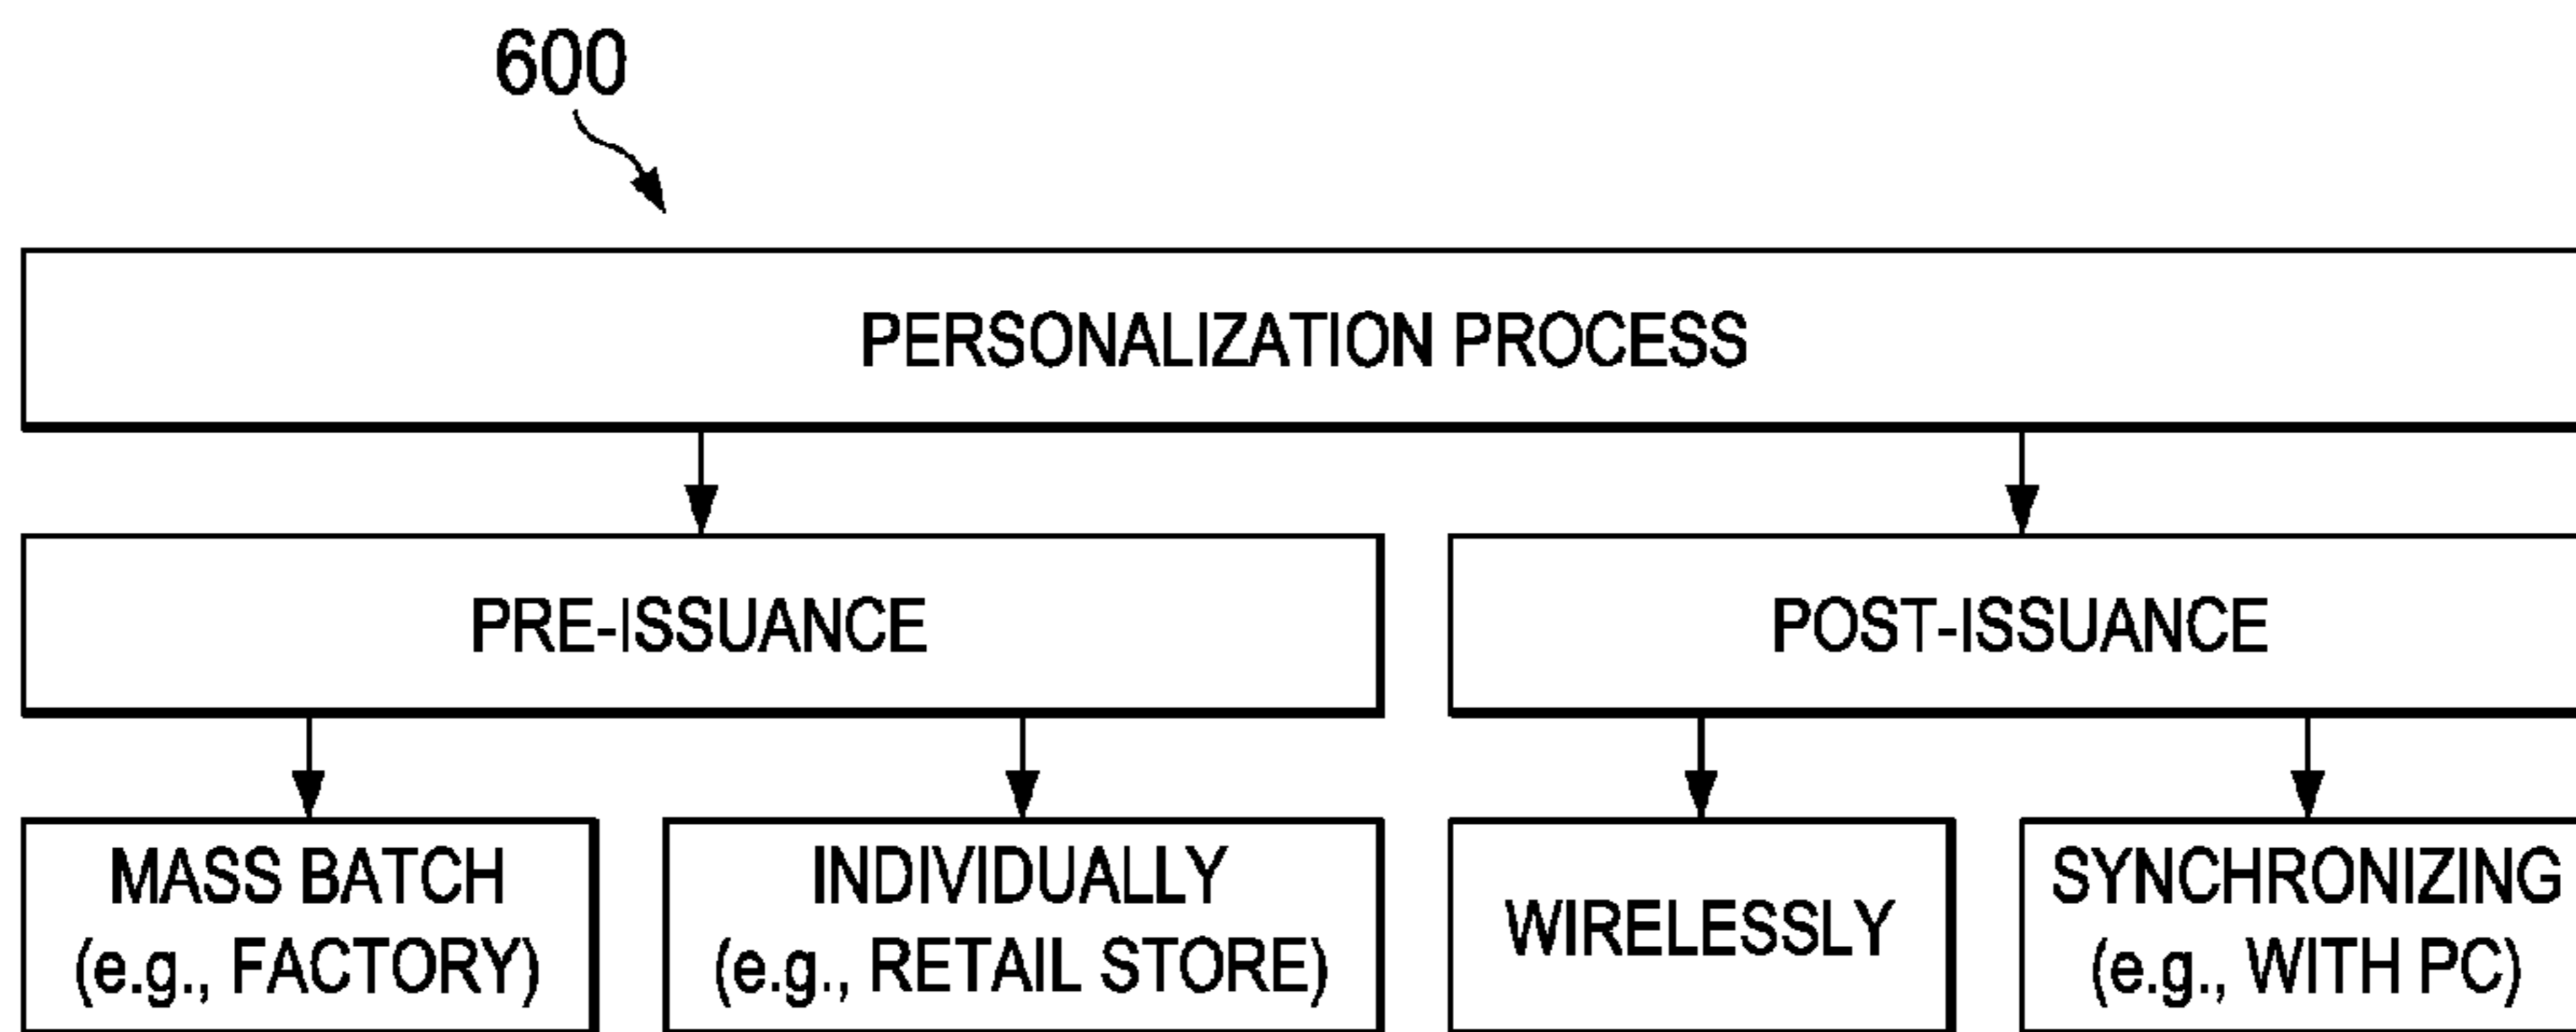 600
PERSONALIZATION PROCESS
PRE-ISSUANCE
POST-ISSUANCE
MASS BATCH
(e.g., FACTORY)
INDIVIDUALLY
(e.g., RETAIL STORE)
WIRELESSLY
SYNCHRONIZING
(e.g., WITH PC)